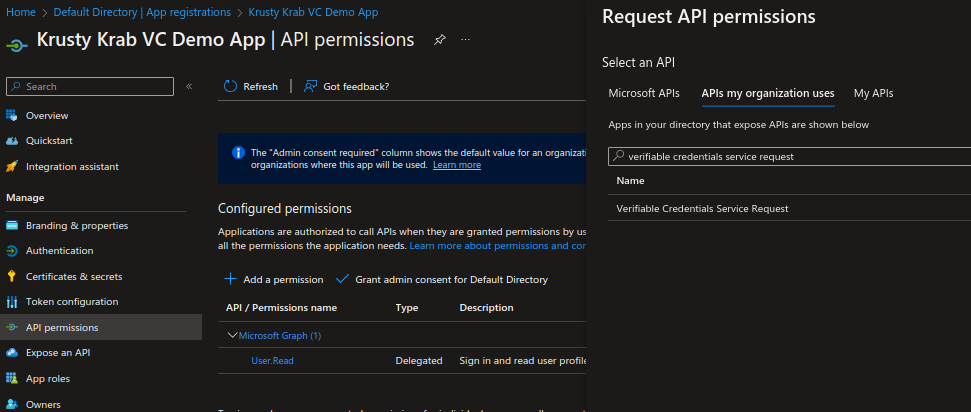 Home > Default Directory | App registrations > Krusty Krab VC Demo App
Krusty Krab VC Demo App | API permissions
Search
Overview
Quickstart
Integration assistant
Manage
Branding & properties
Authentication
Certificates & secrets
Token configuration
API permissions
Expose an API
App roles
Owners
Refresh
Got feedback?
The "Admin consent required" column shows the default value for an organizati
organizations where this app will be used. Learn more
Configured permissions
Applications are authorized to call APIs when they are granted permissions by us
all the permissions the application needs. Learn more about permissions and con
Add a permission
Grant admin consent for Default Directory
API / Permissions name Type Description
Microsoft Graph (1)
User.Read Delegated Sign in and read user profile
Request API permissions
Select an API
Microsoft APIs APIs my organization uses My APIs
Apps in your directory that expose APIs are shown below
verifiable credentials service request
Name
Verifiable Credentials Service Request